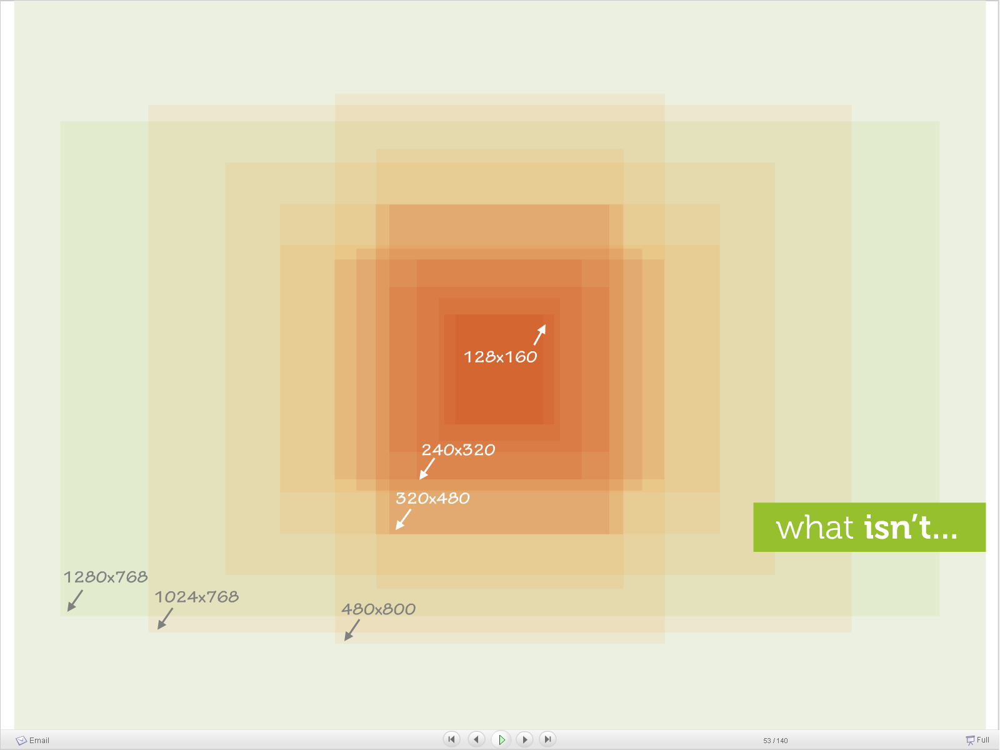 128x160
240x320
320x480
what isn't...
1280x768
1024x768
480x800
Email
53 / 140
Full